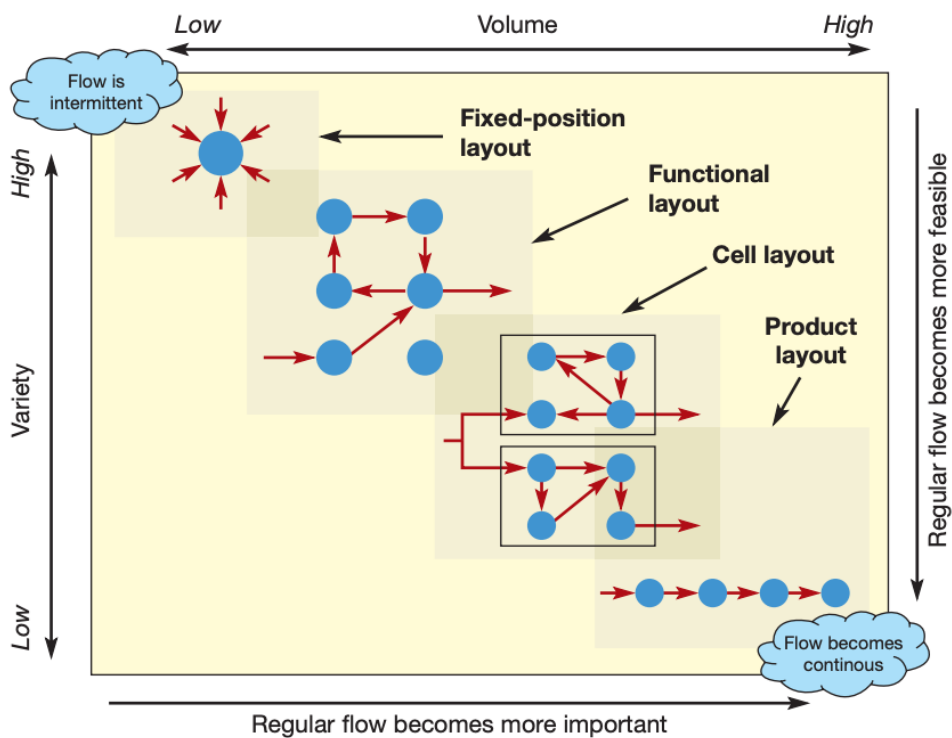 Low
Volume
High
Flow is
intermittent
Fixed-position
layout
Functional
layout
Cell layout
Product
layout
High
Variety
Low
Regular flow becomes more feasible
Flow becomes
continous
Regular flow becomes more important